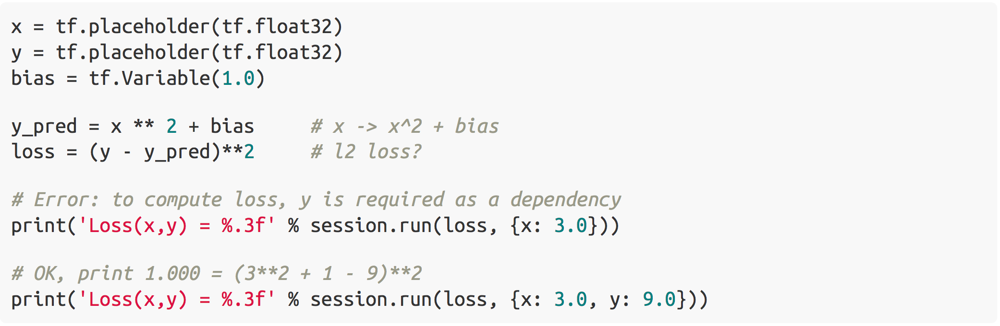 x = tf.placeholder(tf.float32)
y = tf.placeholder(tf.float32)
bias = tf.Variable(1.0)
y_pred = x ** 2 + bias     # x -> x^2 + bias
loss = (y - y_pred)**2     # l2 loss?
# Error: to compute loss, y is required as a dependency
print('Loss(x,y) = %.3f' % session.run(loss, {x: 3.0}))
# OK, print 1.000 = (3**2 + 1 - 9)**2
print('Loss(x,y) = %.3f' % session.run(loss, {x: 3.0, y: 9.0}))